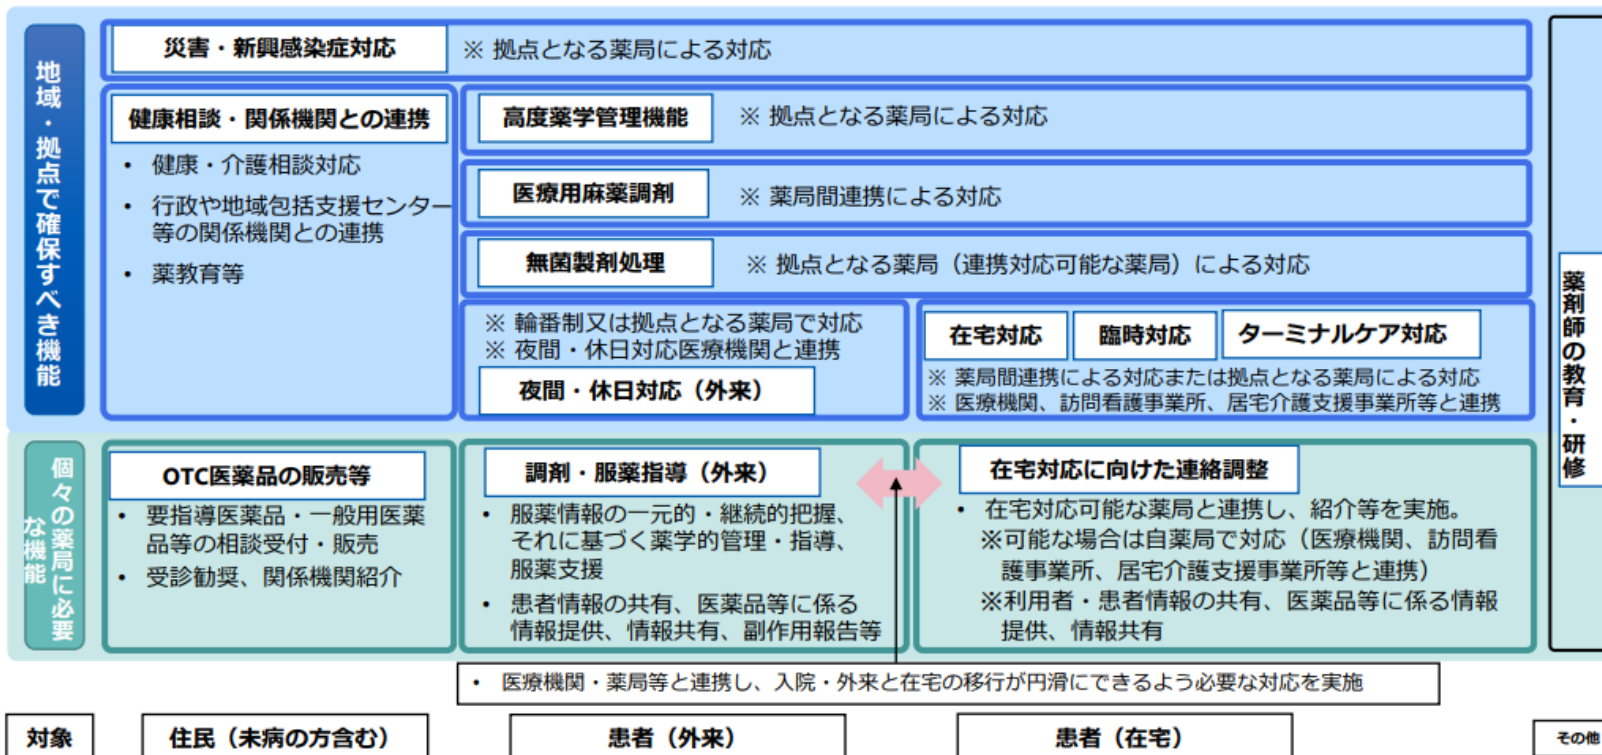 地域・拠点で確保すべき機能
災害・新興感染症対応
※ 拠点となる薬局による対応
健康相談・関係機関との連携
• 健康・介護相談対応
• 行政や地域包括支援センター
等の関係機関との連携
• 薬教育等
高度薬学管理機能
※ 拠点となる薬局による対応
医療用麻薬調剤
※ 薬局間連携による対応
無菌製剤処理
※ 拠点となる薬局（連携対応可能な薬局）による対応
※ 輪番制又は拠点となる薬局で対応
※ 夜間・休日対応医療機関と連携
夜間・休日対応（外来）
在宅対応
臨時対応
ターミナルケア対応
※ 薬局間連携による対応または拠点となる薬局による対応
※ 医療機関、訪問看護事業所、居宅介護支援事業所等と連携
個々の薬局に必要
な機能
OTC医薬品の販売等
• 要指導医薬品・一般用医薬
品等の相談受付・販売
• 受診勧奨、関係機関紹介
調剤・服薬指導（外来）
• 服薬情報の一元的・継続的把握、
それに基づく薬学的管理・指導、
服薬支援
• 患者情報の共有、医薬品等に係る
情報提供、情報共有、副作用報告等
在宅対応に向けた連絡調整
• 在宅対応可能な薬局と連携し、紹介等を実施。
※可能な場合は自薬局で対応（医療機関、訪問看
護事業所、居宅介護支援事業所等と連携）
※利用者・患者情報の共有、医薬品等に係る情報
提供、情報共有
• 医療機関・薬局等と連携し、入院・外来と在宅の移行が円滑にできるよう必要な対応を実施
薬剤師の教育・研修
対象
住民（未病の方含む）
患者（外来）
患者（在宅）
その他